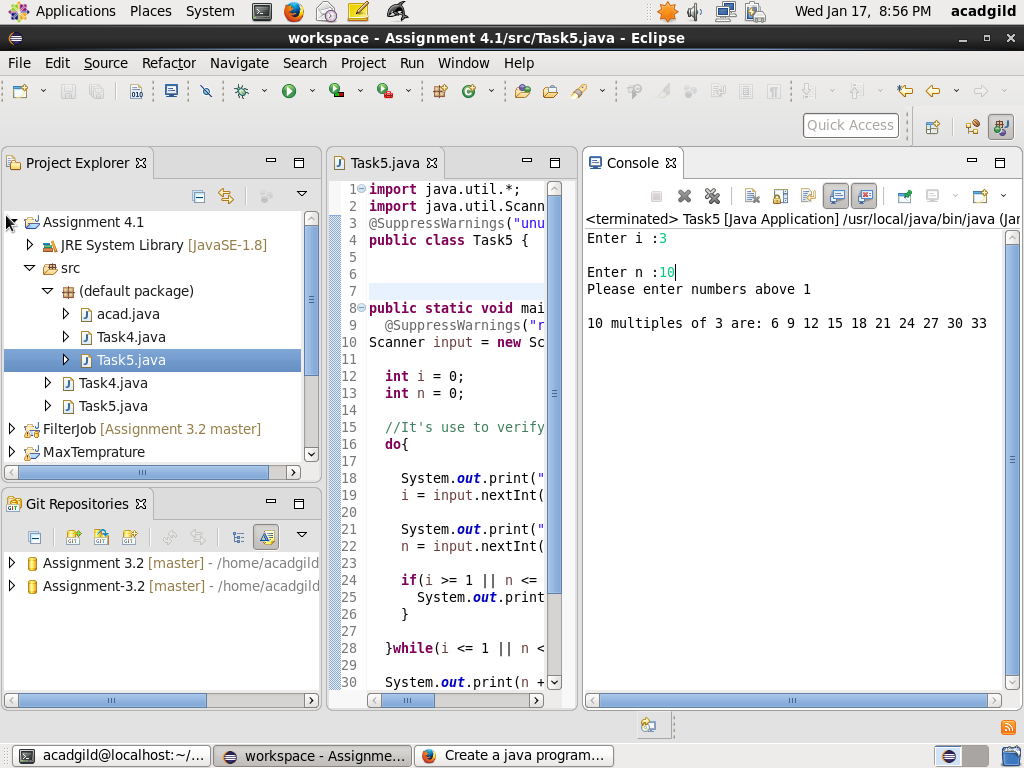 Applications Places System Wed Jan 17, 8:56 PM acadgild
workspace - Assignment 4.1/src/Task5.java - Eclipse
File Edit Source Refactor Navigate Search Project Run Window Help
Quick Access
Project Explorer
Assignment 4.1
JRE System Library [JavaSE-1.8]
src
(default package)
acad.java
Task4.java
Task5.java
Task4.java
Task5.java
FilterJob [Assignment 3.2 master]
MaxTemprature
Git Repositories
Assignment 3.2 [master] - /home/acadgild
Assignment-3.2 [master] - /home/acadgild
Task5.java
1 import java.util.*;
2 import java.util.Scann
3 @SuppressWarnings("unu
4 public class Task5 {
5
6
7
8 public static void mai
9 @SuppressWarnings("r
10 Scanner input = new Sc
11
12 int i = 0;
13 int n = 0;
14
15 //It's use to verify
16 do{
17
18 System.out.print("
19 i = input.nextInt(
20
21 System.out.print("
22 n = input.nextInt(
23
24 if(i >= 1 || n <=
25 System.out.print
26 }
27
28 }while(i <= 1 || n <
29
30 System.out.print(n +
Console
<terminated> Task5 [Java Application] /usr/local/java/bin/java (Jar
Enter i :3
Enter n :10
Please enter numbers above 1
10 multiples of 3 are: 6 9 12 15 18 21 24 27 30 33
acadgild@localhost:~/... workspace - Assignme... Create a java program...